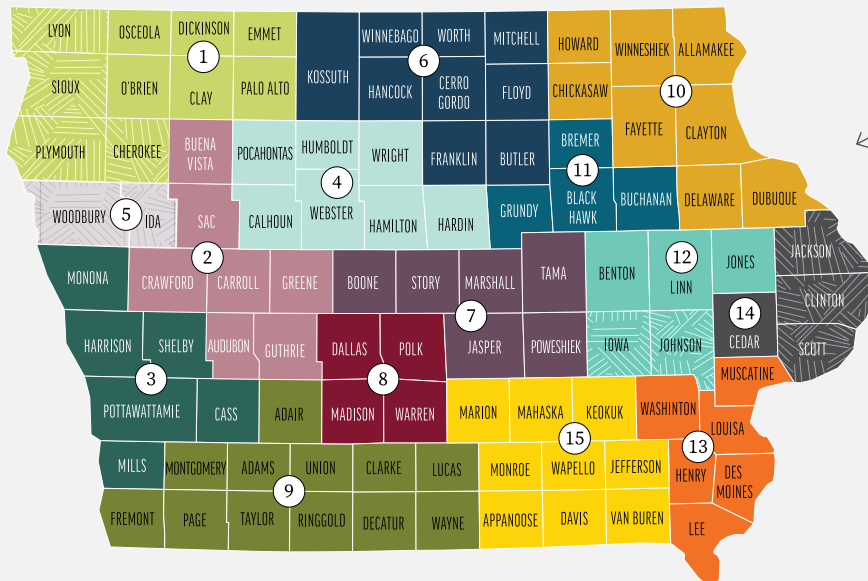 LYON
OSCEOLA
DICKINSON
EMMET
KOSSUTH
WINNEBAGO
WORTH
MITCHELL
HOWARD
WINNESHIEK
ALLAMAKEE
1
6
SIOUX
O'BRIEN
CLAY
PALO ALTO
HANCOCK
CERRO
GORDO
FLOYD
CHICKASAW
10
PLYMOUTH
CHEROKEE
BUENA
VISTA
POCAHONTAS
HUMBOLDT
WRIGHT
FRANKLIN
BUTLER
BREMER
FAYETTE
CLAYTON
4
11
WOODBURY
5
IDA
SAC
CALHOUN
WEBSTER
HAMILTON
HARDIN
GRUNDY
BLACK
HAWK
BUCHANAN
DELAWARE
DUBUQUE
2
12
MONONA
CRAWFORD
CARROLL
GREENE
BOONE
STORY
MARSHALL
TAMA
BENTON
LINN
JONES
JACKSON
CLINTON
7
14
HARRISON
SHELBY
AUDUBON
GUTHRIE
DALLAS
POLK
JASPER
POWESHIEK
IOWA
JOHNSON
CEDAR
SCOTT
3
8
MUSCATINE
POTTAWATTAMIE
CASS
ADAIR
MADISON
WARREN
MARION
MAHASKA
KEOKUK
WASHINTON
LOUISA
15
13
MILLS
MONTGOMERY
ADAMS
UNION
CLARKE
LUCAS
MONROE
WAPELLO
JEFFERSON
HENRY
DES
MOINES
9
FREMONT
PAGE
TAYLOR
RINGGOLD
DECATUR
WAYNE
APPANOOSE
DAVIS
VAN BUREN
LEE